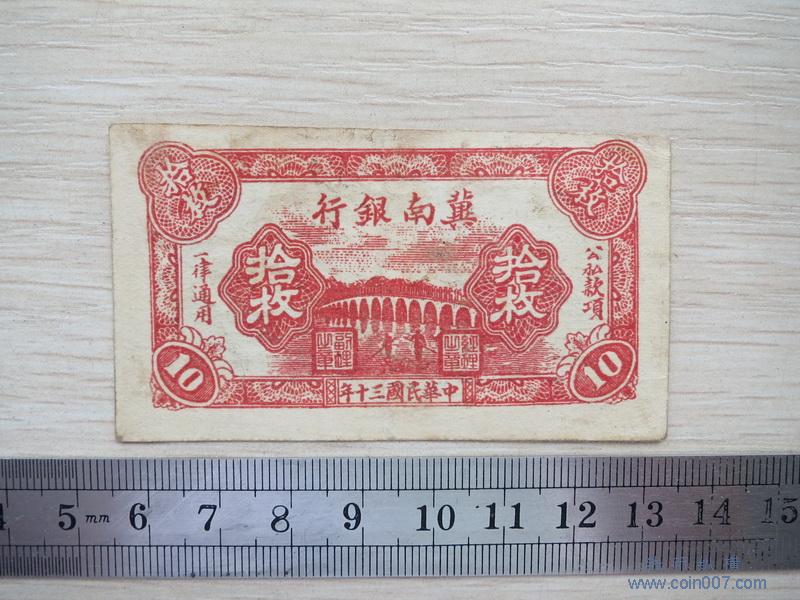 拾枚
拾枚
冀南銀行
公私款項
拾枚
拾枚
一律通用
10
10
中華民國三十年
5 mm 6 7 8 9 10 11 12 13 14 15
www.coin007.com